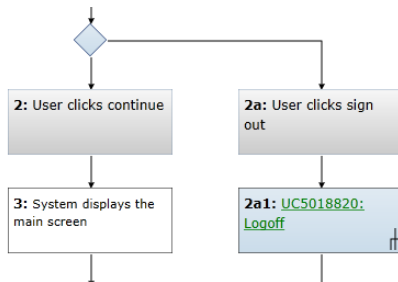 2: User clicks continue
2a: User clicks sign
out
3: System displays the
main screen
2a1: UC5018820:
Logoff